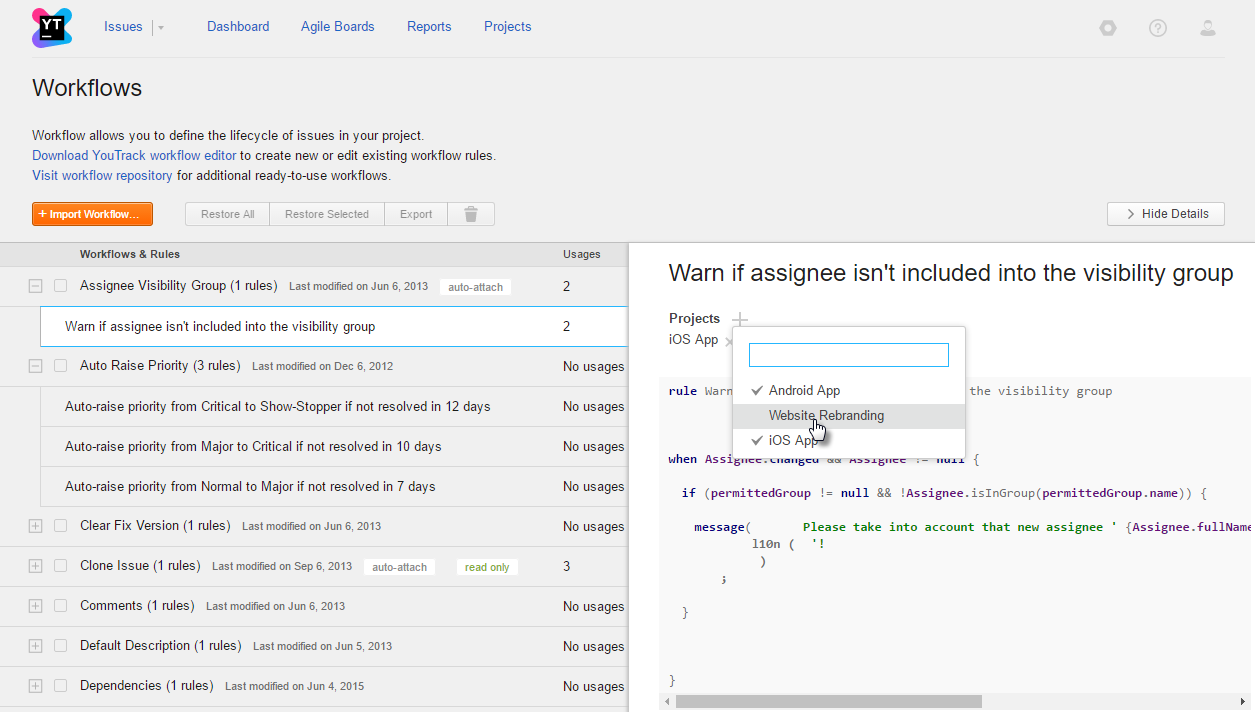 YT
Issues
Dashboard
Agile Boards
Reports
Projects
Workflows
Workflow allows you to define the lifecycle of issues in your project.
Download YouTrack workflow editor to create new or edit existing workflow rules.
Visit workflow repository for additional ready-to-use workflows.
+ Import Workflow...
Restore All
Restore Selected
Export
Hide Details
Workflows & Rules
Usages
Assignee Visibility Group (1 rules) Last modified on Jun 6, 2013 auto-attach 2
Warn if assignee isn't included into the visibility group 2
Auto Raise Priority (3 rules) Last modified on Dec 6, 2012 No usages
Auto-raise priority from Critical to Show-Stopper if not resolved in 12 days No usages
Auto-raise priority from Major to Critical if not resolved in 10 days No usages
Auto-raise priority from Normal to Major if not resolved in 7 days No usages
Clear Fix Version (1 rules) Last modified on Jun 6, 2013 No usages
Clone Issue (1 rules) Last modified on Sep 6, 2013 auto-attach read only 3
Comments (1 rules) Last modified on Jun 6, 2013 No usages
Default Description (1 rules) Last modified on Jun 5, 2013 No usages
Dependencies (1 rules) Last modified on Jun 4, 2015 No usages
Warn if assignee isn't included into the visibility group
Projects
iOS App
Android App
Website Rebranding
iOS App
rule Warn the visibility group
when Assignee.changed && Assignee != null {
if (permittedGroup != null && !Assignee.isInGroup(permittedGroup.name)) {
message( Please take into account that new assignee ' {Assignee.fullName
l10n ( '!
)
;
}
}